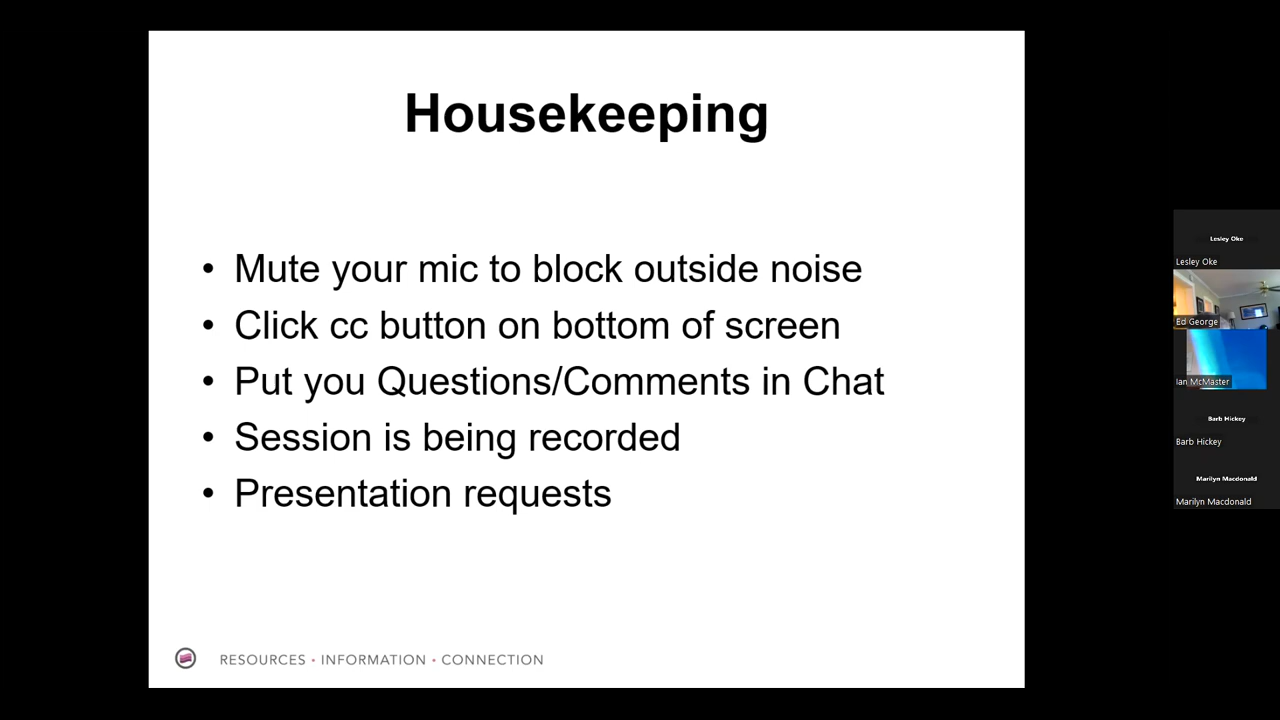 Housekeeping
• Mute your mic to block outside noise
• Click cc button on bottom of screen
• Put you Questions/Comments in Chat
• Session is being recorded
• Presentation requests
RESOURCES • INFORMATION • CONNECTION
Lesley Oke
Lesley Oke
Ed George
Ian McMaster
Barb Hickey
Barb Hickey
Marilyn Macdonald
Marilyn Macdonald